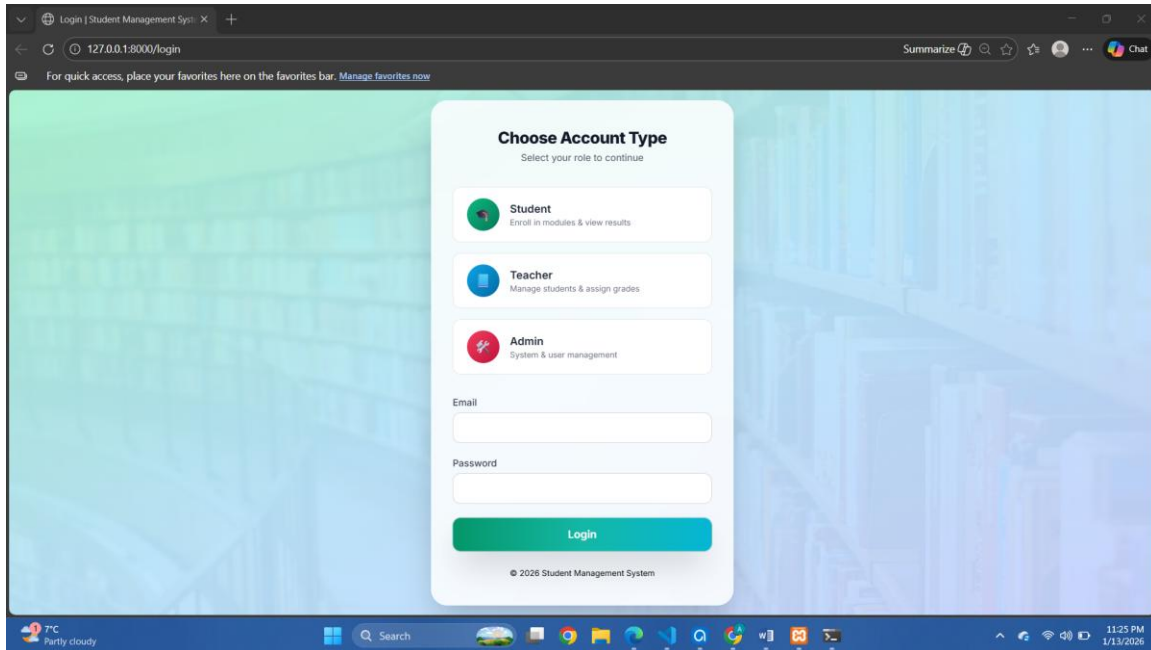 Login | Student Management Syst
127.0.0.1:8000/login
Summarize
Chat
For quick access, place your favorites here on the favorites bar. Manage favorites now
Choose Account Type
Select your role to continue
Student
Enroll in modules & view results
Teacher
Manage students & assign grades
Admin
System & user management
Email
Password
Login
© 2026 Student Management System
1
7°C
Partly cloudy
Search
11:25 PM
1/13/2026